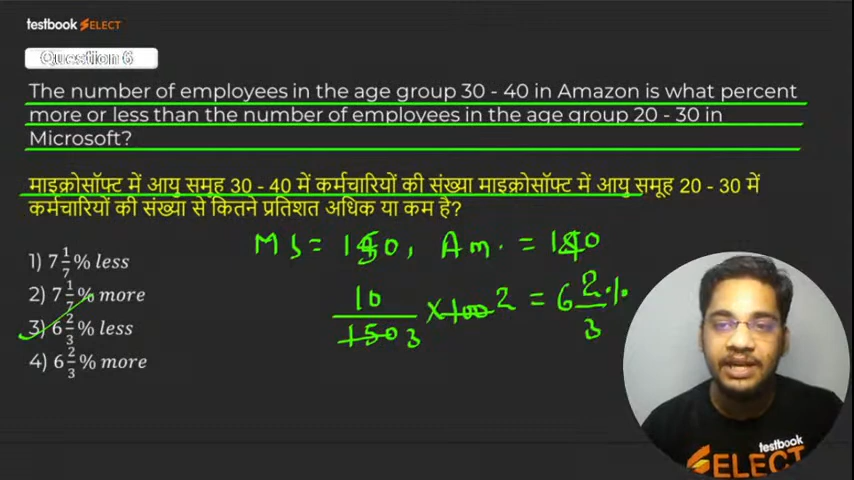 testbook SELECT
Question 6
The number of employees in the age group 30 - 40 in Amazon is what percent
more or less than the number of employees in the age group 20 - 30 in
Microsoft?
माइक्रोसॉफ्ट में आयु समूह 30 - 40 में कर्मचारियों की संख्या माइक्रोसॉफ्ट में आयु समूह 20 - 30 में
कर्मचारियों की संख्या से कितने प्रतिशत अधिक या कम है?
MS = 150, Am. = 140
1) 7 1/7 % less
2) 7 1/7 % more
3) 6 2/3 % less
4) 6 2/3 % more
10/150 3 × 100 2 = 6 2/3 %
testbook
SELECT